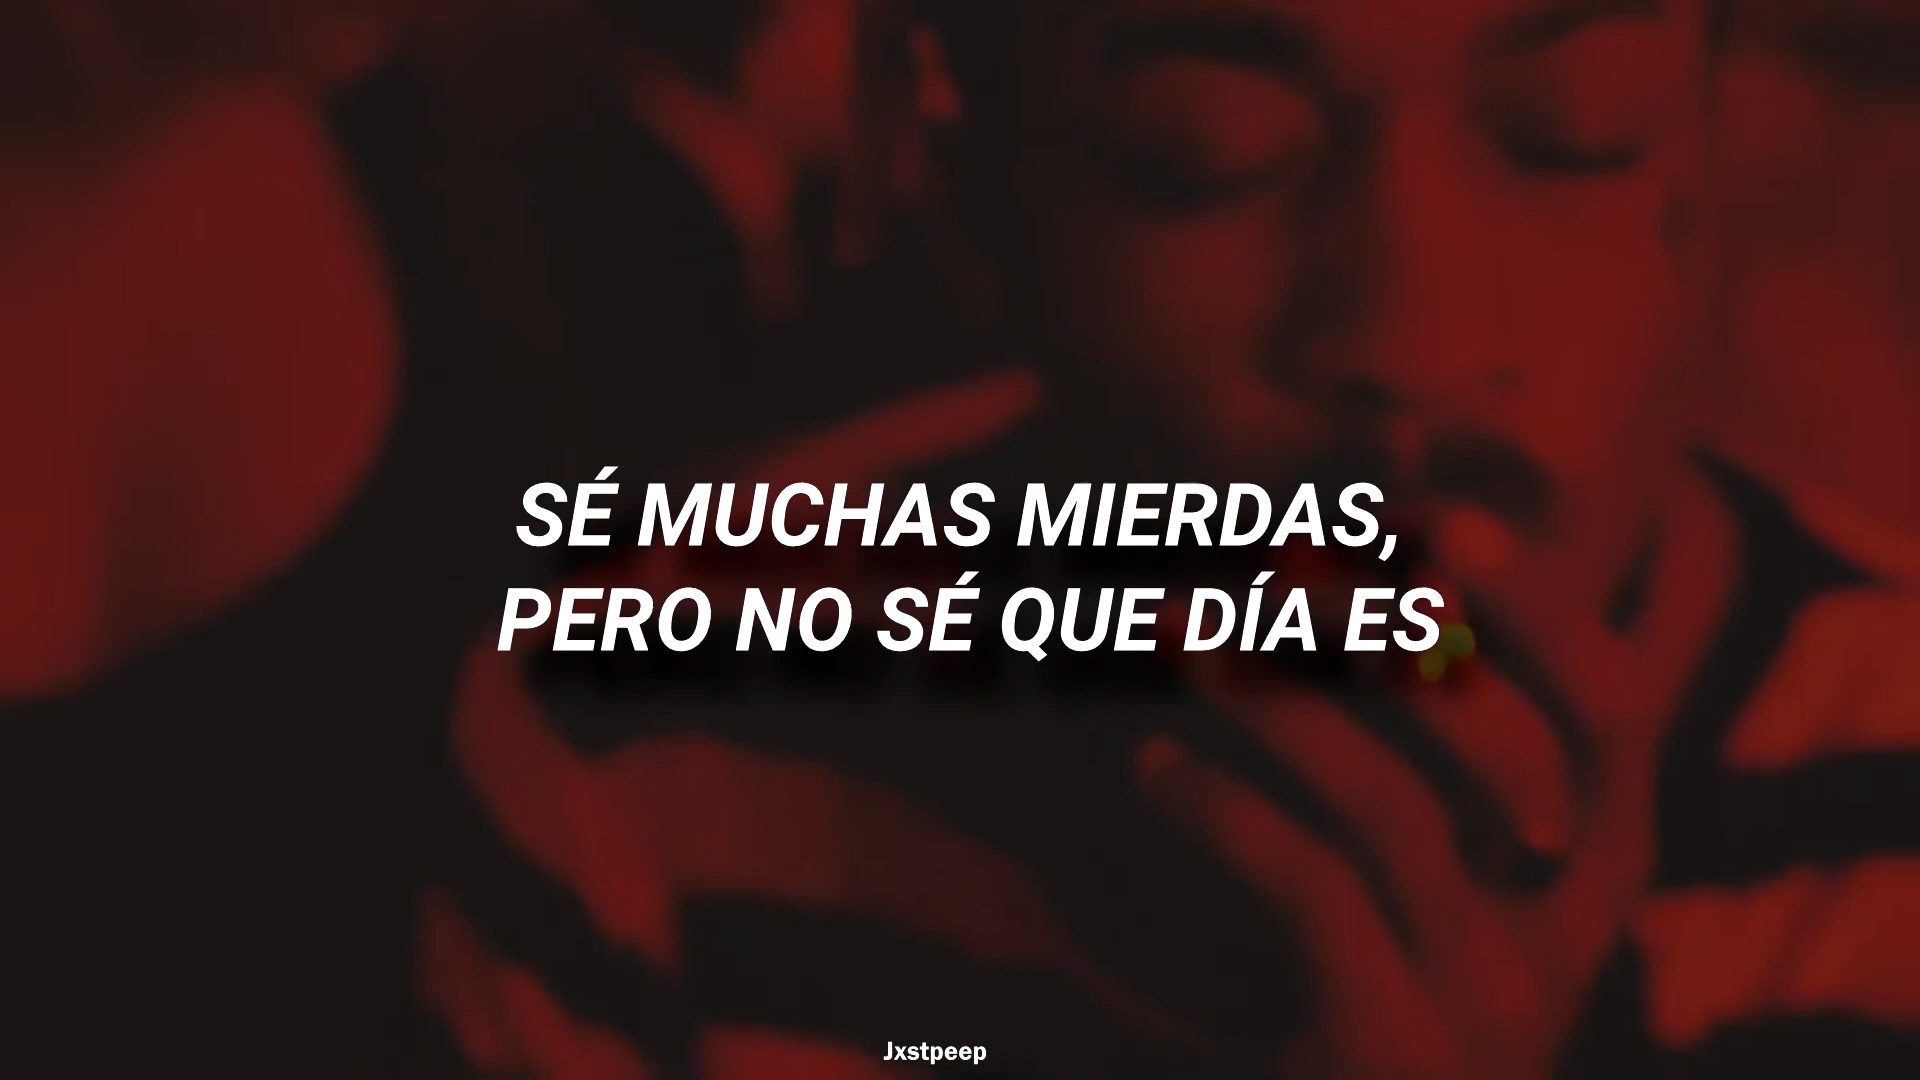 SÉ MUCHAS MIERDAS,
PERO NO SÉ QUE DÍA ES
Jxstpeep